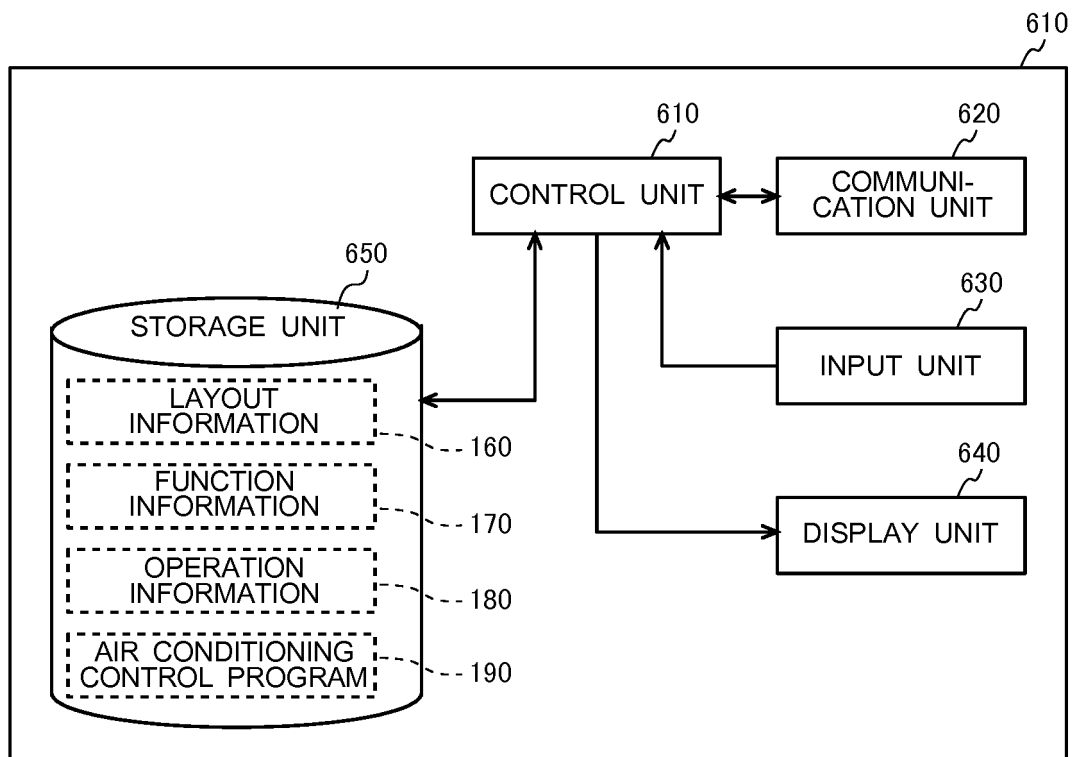 610
610
CONTROL UNIT
620
COMMUNI-
CATION UNIT
650
STORAGE UNIT
630
INPUT UNIT
LAYOUT
INFORMATION
160
FUNCTION
INFORMATION
170
640
DISPLAY UNIT
OPERATION
INFORMATION
180
AIR CONDITIONING
CONTROL PROGRAM
190